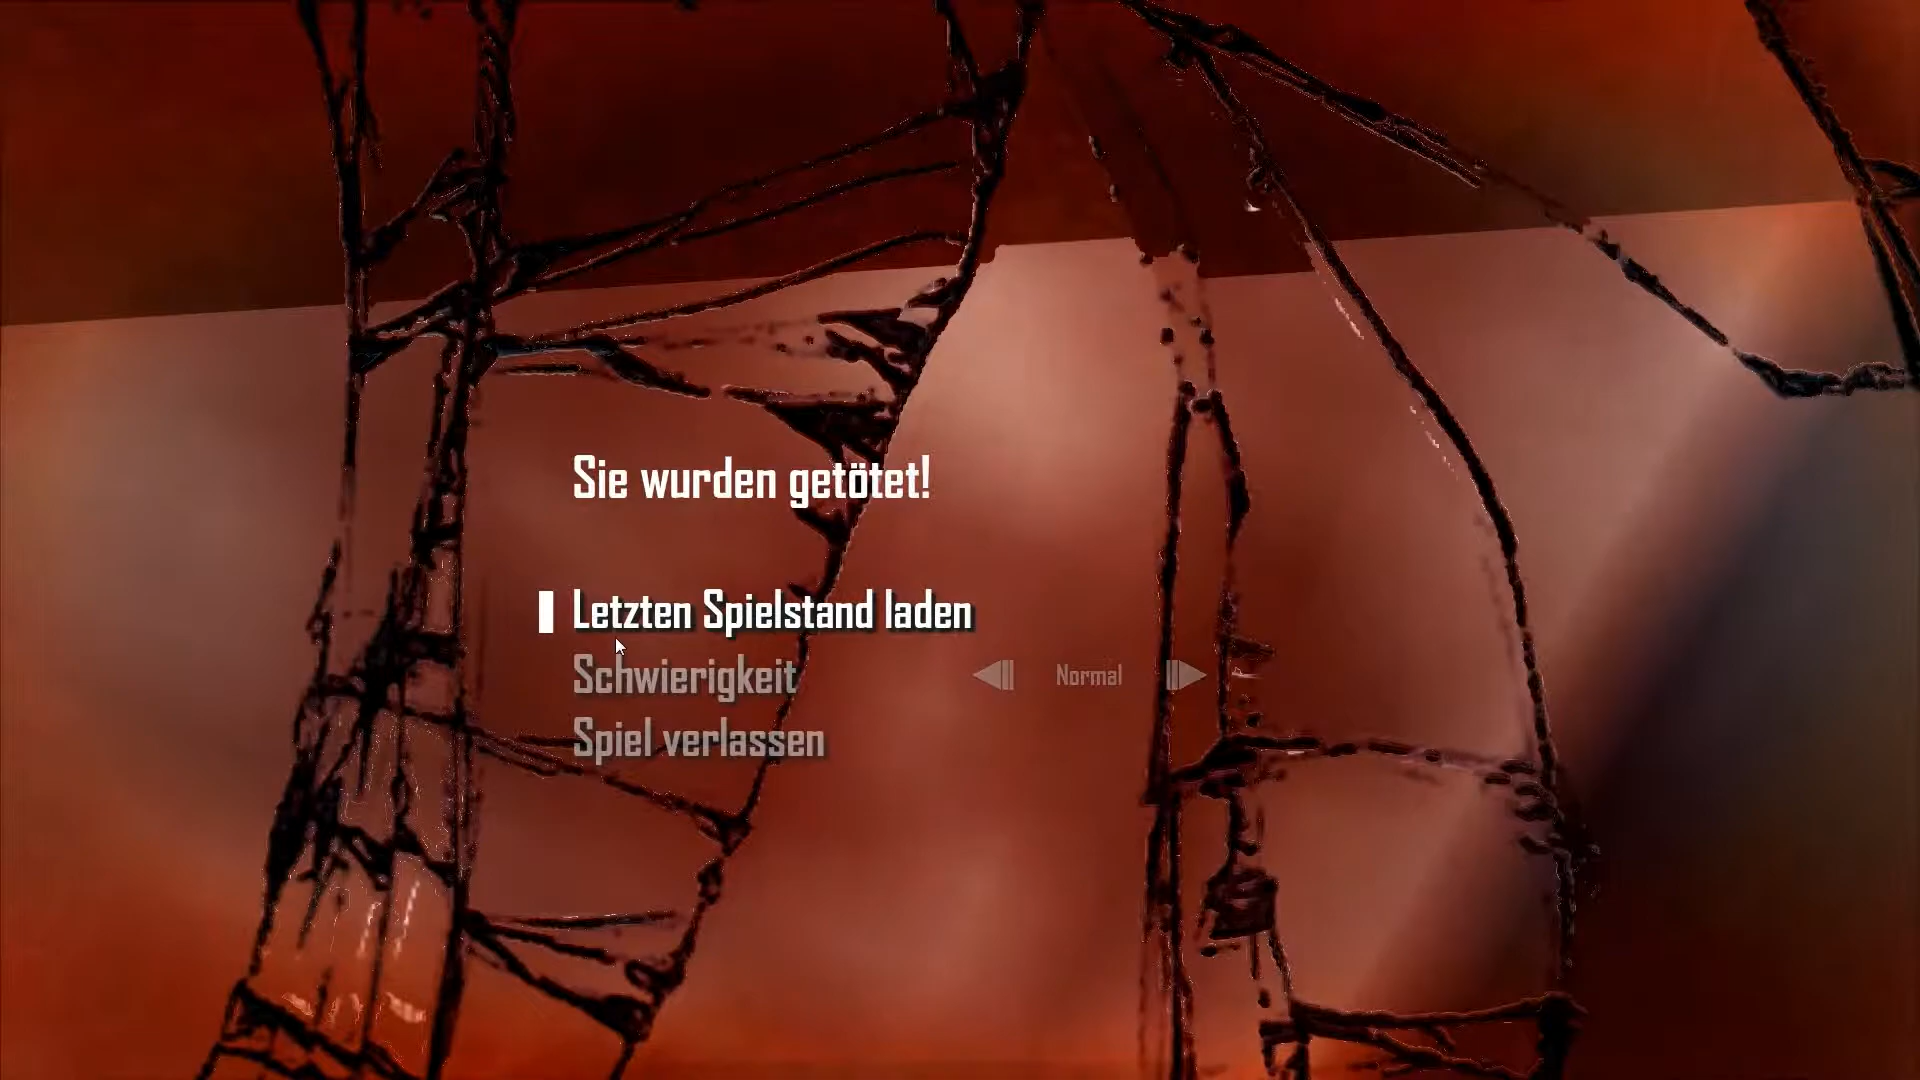 Sie wurden getötet!
Letzten Spielstand laden
Schwierigkeit Normal
Spiel verlassen